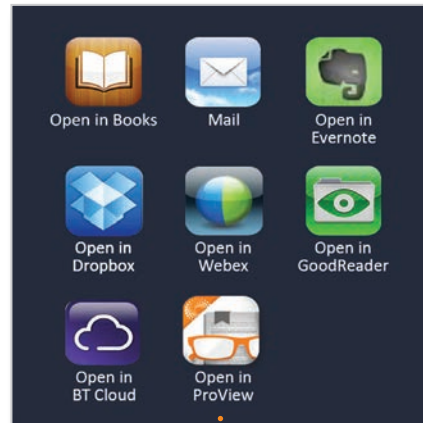 Open in Books
Mail
Open in
Evernote
Open in
Dropbox
Open in
Webex
Open in
GoodReader
Open in
BT Cloud
Open in
ProView